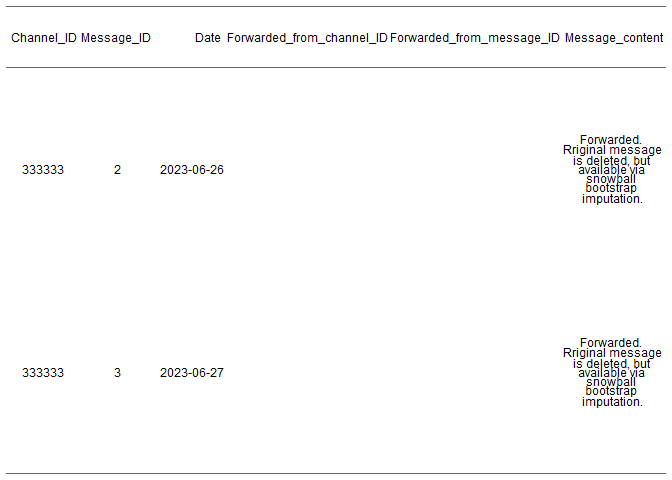 Channel_ID Message_ID Date Forwarded_from_channel_ID Forwarded_from_message_ID Message_content
Forwarded.
Rriginal message
is deleted, but
333333 2 2023-06-26 available via
snowball
bootstrap
imputation.
Forwarded.
Rriginal message
is deleted, but
333333 3 2023-06-27 available via
snowball
bootstrap
imputation.